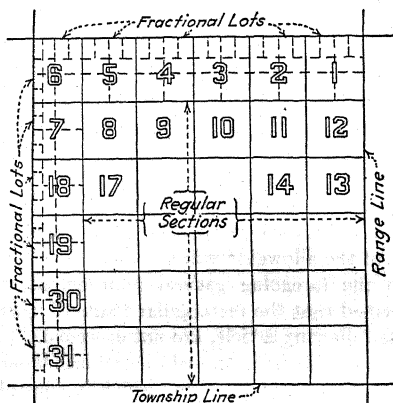 Fractional Lots
6 5 4 3 2 1
7 8 9 10 11 12
18 17 14 13
Regular
Sections
19
30
31
Fractional Lots
Range Line
Township Line